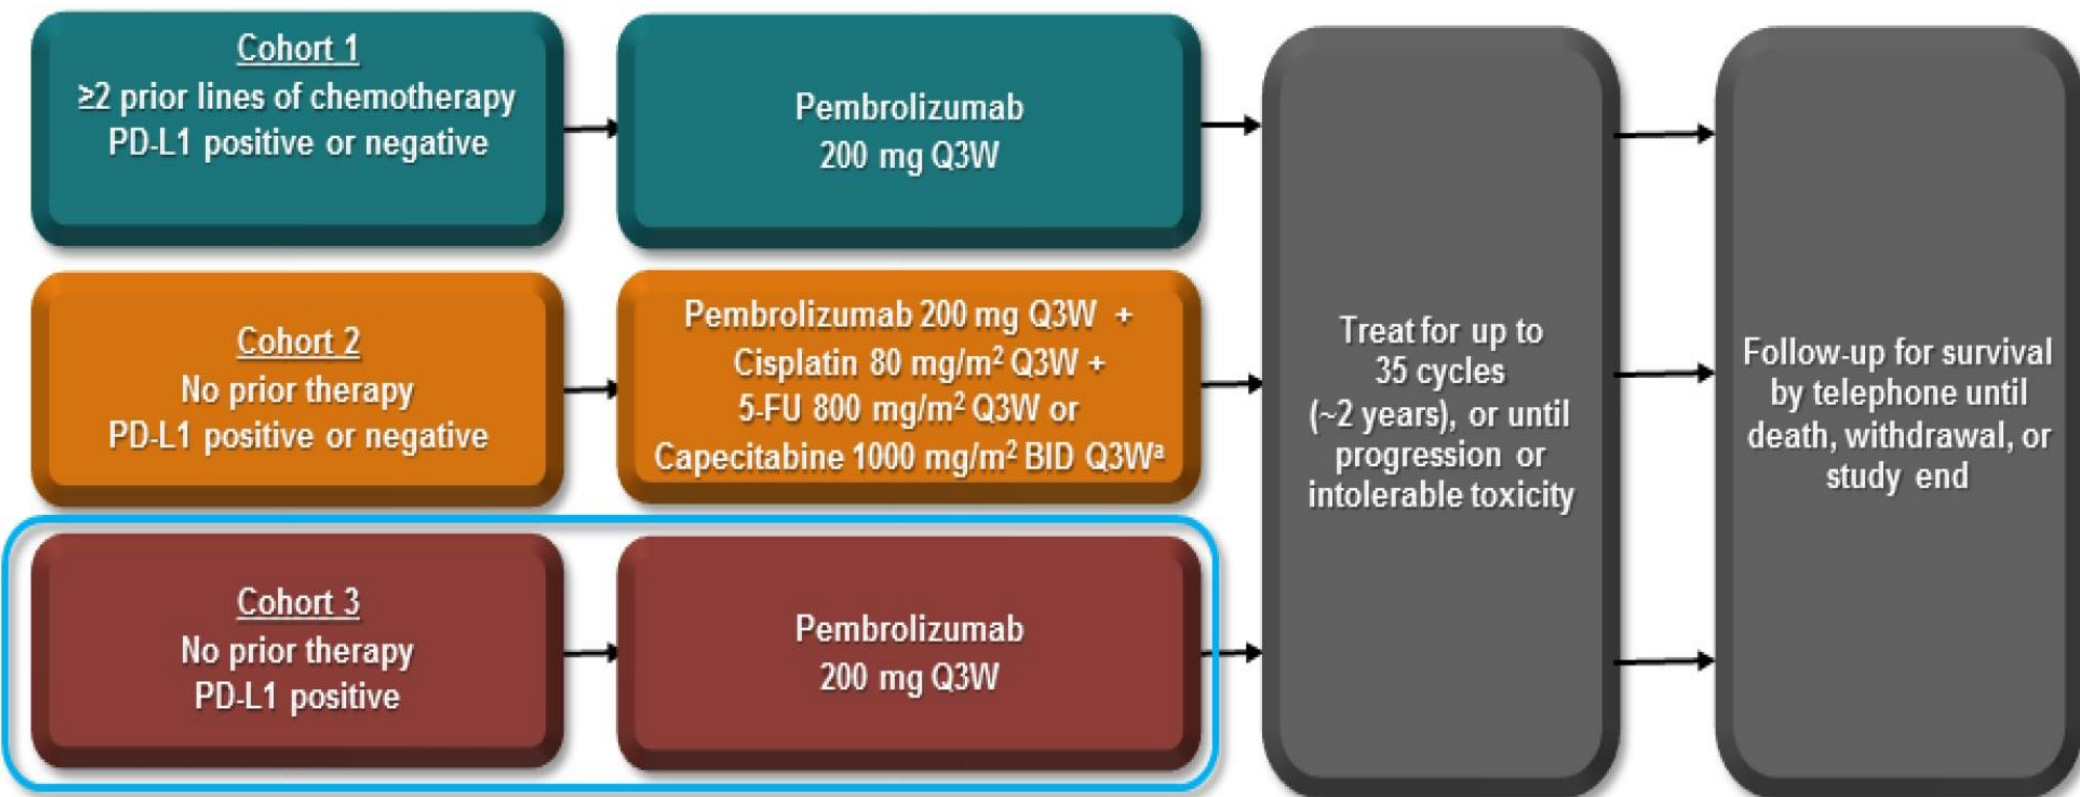 Cohort 1
≥2 prior lines of chemotherapy
PD-L1 positive or negative
Pembrolizumab
200 mg Q3W
Cohort 2
No prior therapy
PD-L1 positive or negative
Pembrolizumab 200 mg Q3W +
Cisplatin 80 mg/m² Q3W +
5-FU 800 mg/m² Q3W or
Capecitabine 1000 mg/m² BID Q3Wᵃ
Cohort 3
No prior therapy
PD-L1 positive
Pembrolizumab
200 mg Q3W
Treat for up to
35 cycles
(~2 years), or until
progression or
intolerable toxicity
Follow-up for survival
by telephone until
death, withdrawal, or
study end